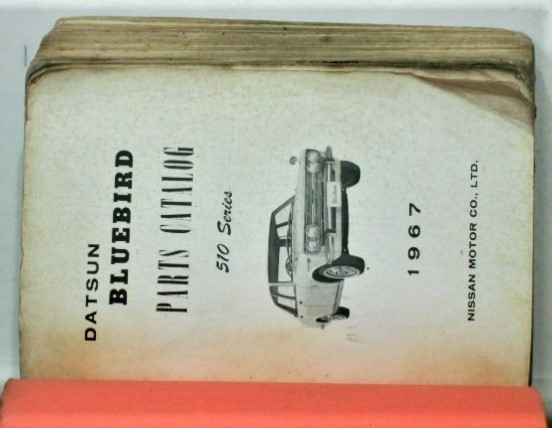 DATSUN
BLUEBIRD
PARTS CATALOG
510 Series
1967
NISSAN MOTOR CO., LTD.